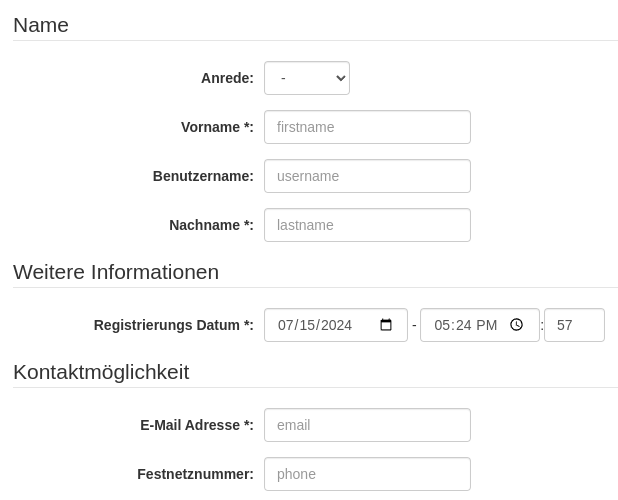 Name
Anrede: -
Vorname *: firstname
Benutzername: username
Nachname *: lastname
Weitere Informationen
Registrierungs Datum *: 07/15/2024 - 05:24 PM : 57
Kontaktmöglichkeit
E-Mail Adresse *: email
Festnetznummer: phone